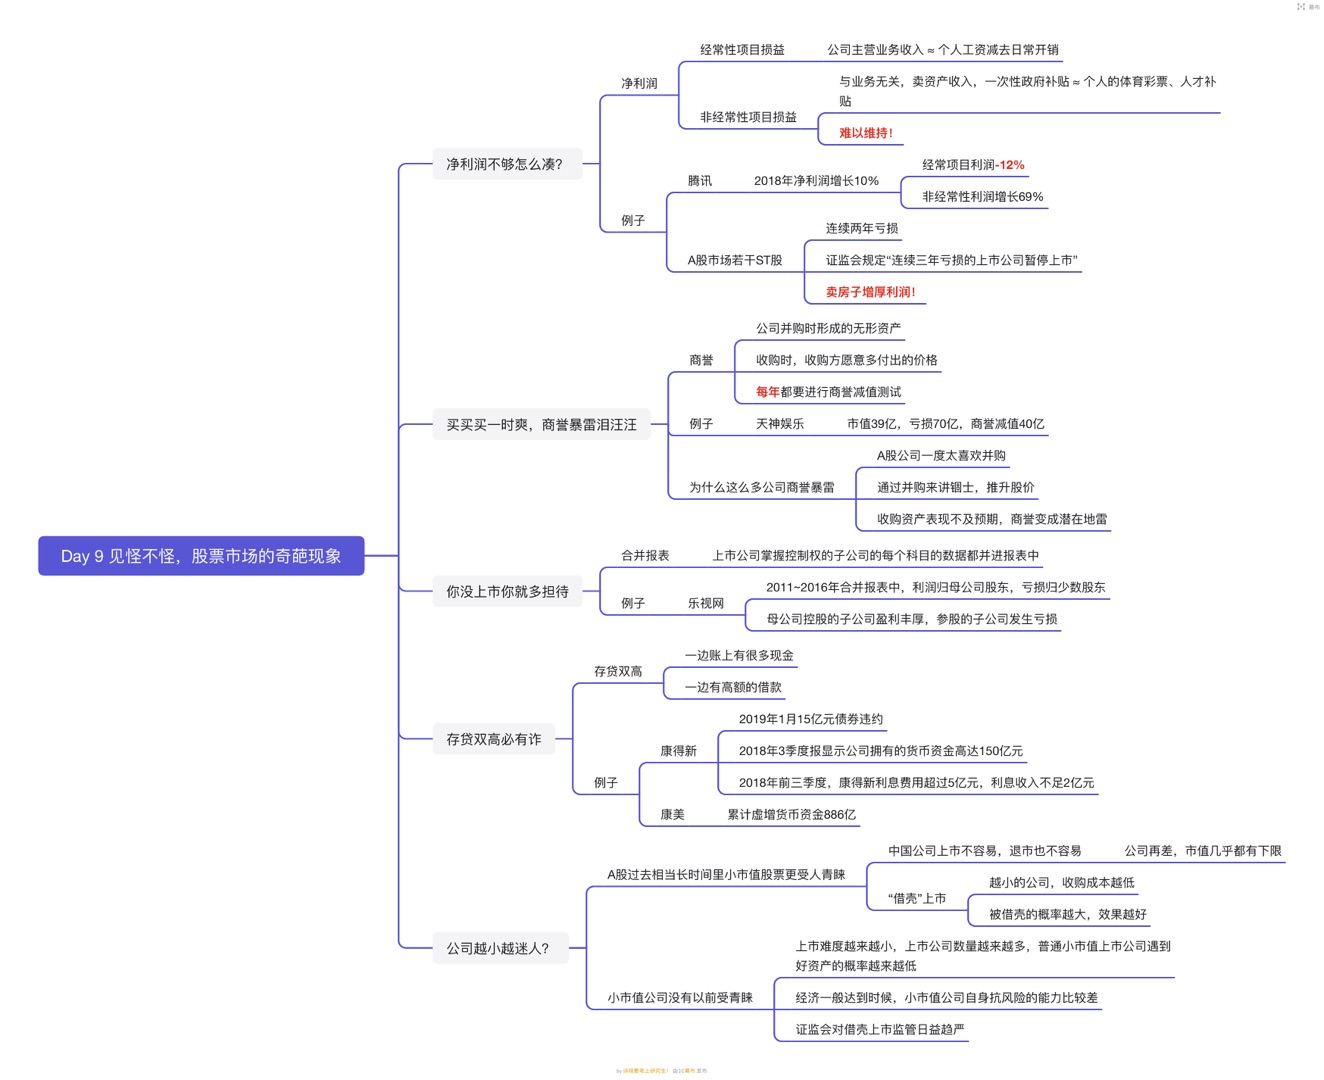 幕布
Day 9 见怪不怪，股票市场的奇葩现象
净利润不够怎么凑？
净利润
经常性项目损益
公司主营业务收入 ≈ 个人工资减去日常开销
非经常性项目损益
与业务无关，卖资产收入，一次性政府补贴 ≈ 个人的体育彩票、人才补
贴
难以维持！
例子
腾讯
2018年净利润增长10%
经常项目利润-12%
非经常性利润增长69%
A股市场若干ST股
连续两年亏损
证监会规定“连续三年亏损的上市公司暂停上市”
卖房子增厚利润！
买买买一时爽，商誉暴雷泪汪汪
商誉
公司并购时形成的无形资产
收购时，收购方愿意多付出的价格
每年都要进行商誉减值测试
例子
天神娱乐
市值39亿，亏损70亿，商誉减值40亿
为什么这么多公司商誉暴雷
A股公司一度太喜欢并购
通过并购来讲锢士，推升股价
收购资产表现不及预期，商誉变成潜在地雷
你没上市你就多担待
合并报表
上市公司掌握控制权的子公司的每个科目的数据都并进报表中
例子
乐视网
2011~2016年合并报表中，利润归母公司股东，亏损归少数股东
母公司控股的子公司盈利丰厚，参股的子公司发生亏损
存贷双高必有诈
存贷双高
一边账上有很多现金
一边有高额的借款
例子
康得新
2019年1月15亿元债券违约
2018年3季度报显示公司拥有的货币资金高达150亿元
2018年前三季度，康得新利息费用超过5亿元，利息收入不足2亿元
康美
累计虚增货币资金886亿
公司越小越迷人？
A股过去相当长时间里小市值股票更受人青睐
中国公司上市不容易，退市也不容易
公司再差，市值几乎都有下限
“借壳”上市
越小的公司，收购成本越低
被借壳的概率越大，效果越好
小市值公司没有以前受青睐
上市难度越来越小，上市公司数量越来越多，普通小市值上市公司遇到
好资产的概率越来越低
经济一般达到时候，小市值公司自身抗风险的能力比较差
证监会对借壳上市监管日益趋严